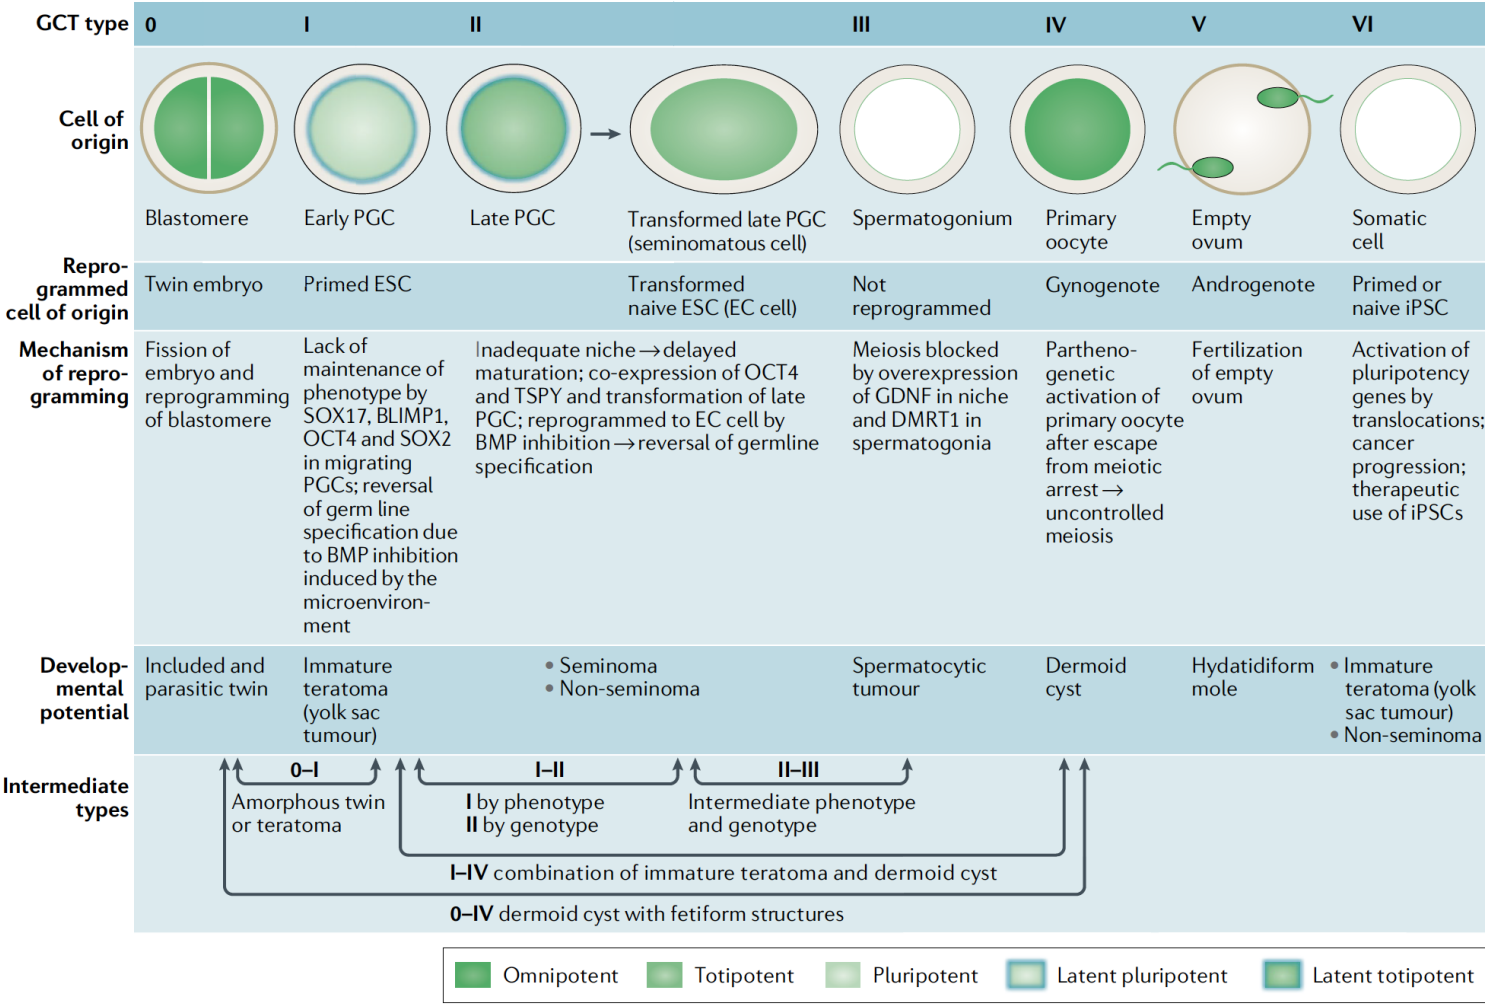 GCT type 0 I II III IV V VI
Cell of
origin
Blastomere
Early PGC
Late PGC
Transformed late PGC
(seminomatous cell)
Spermatogonium
Primary
oocyte
Empty
ovum
Somatic
cell
Repro-
grammed
cell of origin
Twin embryo
Primed ESC
Transformed
naive ESC (EC cell)
Not
reprogrammed
Gynogenote
Androgenote
Primed or
naive iPSC
Mechanism
of repro-
gramming
Fission of
embryo and
reprogramming
of blastomere
Lack of
maintenance of
phenotype by
SOX17, BLIMP1,
OCT4 and SOX2
in migrating
PGCs; reversal
of germ line
specification due
to BMP inhibition
induced by the
microenviron-
ment
Inadequate niche → delayed
maturation; co-expression of OCT4
and TSPY and transformation of late
PGC; reprogrammed to EC cell by
BMP inhibition → reversal of germline
specification
Meiosis blocked
by overexpression
of GDNF in niche
and DMRT1 in
spermatogonia
Partheno-
genetic
activation of
primary oocyte
after escape
from meiotic
arrest →
uncontrolled
meiosis
Fertilization
of empty
ovum
Activation of
pluripotency
genes by
translocations;
cancer
progression;
therapeutic
use of iPSCs
Develop-
mental
potential
Included and
parasitic twin
Immature
teratoma
(yolk sac
tumour)
• Seminoma
• Non-seminoma
Spermatocytic
tumour
Dermoid
cyst
Hydatidiform
mole
• Immature
teratoma (yolk
sac tumour)
• Non-seminoma
Intermediate
types
0–I
Amorphous twin
or teratoma
I–II
I by phenotype
II by genotype
II–III
Intermediate phenotype
and genotype
I–IV combination of immature teratoma and dermoid cyst
0–IV dermoid cyst with fetiform structures
Omnipotent
Totipotent
Pluripotent
Latent pluripotent
Latent totipotent